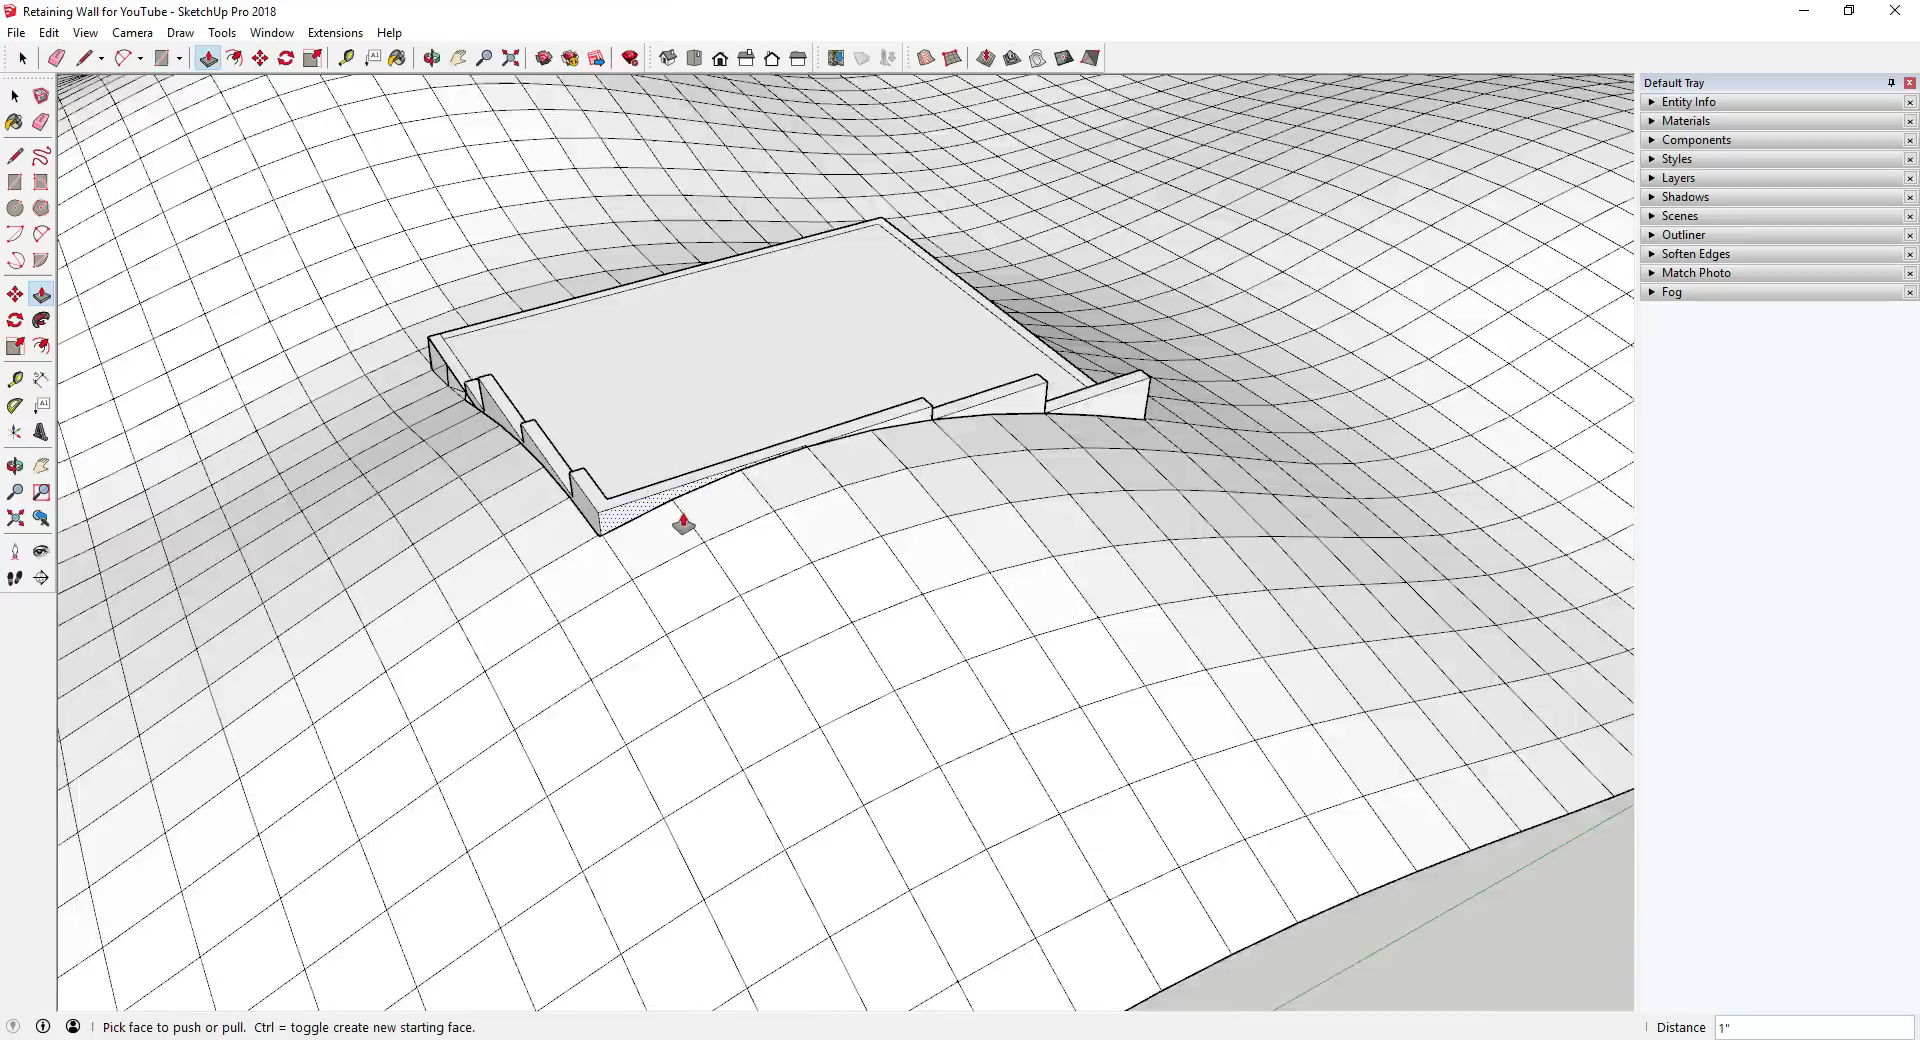 Retaining Wall for YouTube - SketchUp Pro 2018
File Edit View Camera Draw Tools Window Extensions Help
Default Tray
Entity Info
Materials
Components
Styles
Layers
Shadows
Scenes
Outliner
Soften Edges
Match Photo
Fog
Pick face to push or pull. Ctrl = toggle create new starting face.
Distance 1"